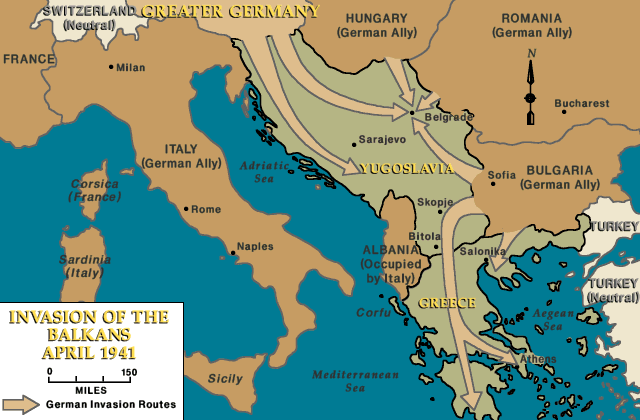 SWITZERLAND
(Neutral)
GREATER GERMANY
HUNGARY
(German Ally)
ROMANIA
(German Ally)
FRANCE
Milan
N
Bucharest
Belgrade
Sarajevo
ITALY
(German Ally)
Adriatic
Sea
YUGOSLAVIA
BULGARIA
(German Ally)
Sofia
Corsica
(France)
Rome
Skopje
TURKEY
Bitola
Salonika
Naples
ALBANIA
(Occupied
by Italy)
Sardinia
(Italy)
TURKEY
(Neutral)
GREECE
Corfu
Aegean
Sea
INVASION OF THE
BALKANS
APRIL 1941
0 150
MILES
German Invasion Routes
Athens
Sicily
Mediterranean
Sea